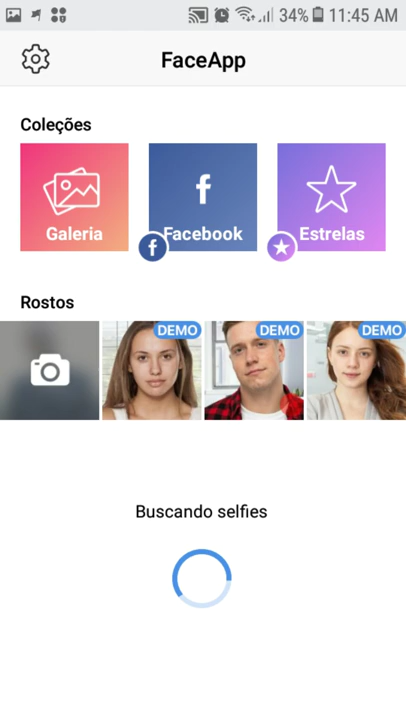 34% 11:45 AM
FaceApp
Coleções
Galeria
Facebook
Estrelas
Rostos
DEMO
DEMO
DEMO
Buscando selfies